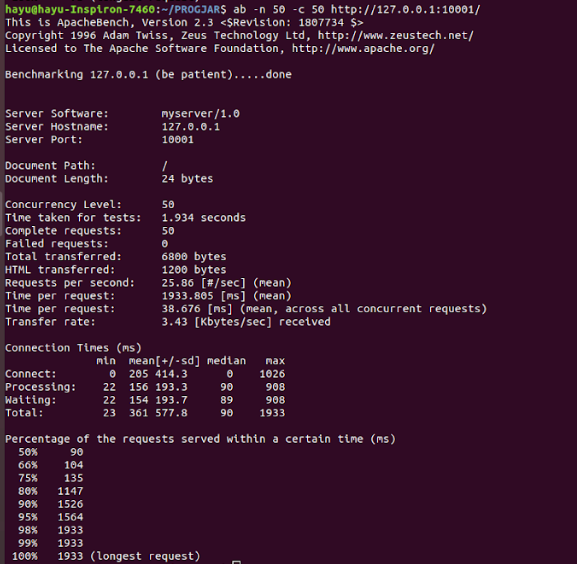 hayu@hayu-Inspiron-7460:~/PROGJAR$ ab -n 50 -c 50 http://127.0.0.1:10001/
This is ApacheBench, Version 2.3 <$Revision: 1807734 $>
Copyright 1996 Adam Twiss, Zeus Technology Ltd, http://www.zeustech.net/
Licensed to The Apache Software Foundation, http://www.apache.org/

Benchmarking 127.0.0.1 (be patient).....done

Server Software:        myserver/1.0
Server Hostname:        127.0.0.1
Server Port:            10001

Document Path:          /
Document Length:        24 bytes

Concurrency Level:      50
Time taken for tests:   1.934 seconds
Complete requests:      50
Failed requests:        0
Total transferred:      6800 bytes
HTML transferred:       1200 bytes
Requests per second:    25.86 [#/sec] (mean)
Time per request:       1933.805 [ms] (mean)
Time per request:       38.676 [ms] (mean, across all concurrent requests)
Transfer rate:          3.43 [Kbytes/sec] received

Connection Times (ms)
              min  mean[+/-sd] median   max
Connect:        0  205 414.3      0    1026
Processing:    22  156 193.3     90     908
Waiting:       22  154 193.7     89     908
Total:         23  361 577.8     90    1933

Percentage of the requests served within a certain time (ms)
  50%     90
  66%    104
  75%    135
  80%   1147
  90%   1526
  95%   1564
  98%   1933
  99%   1933
 100%   1933 (longest request)